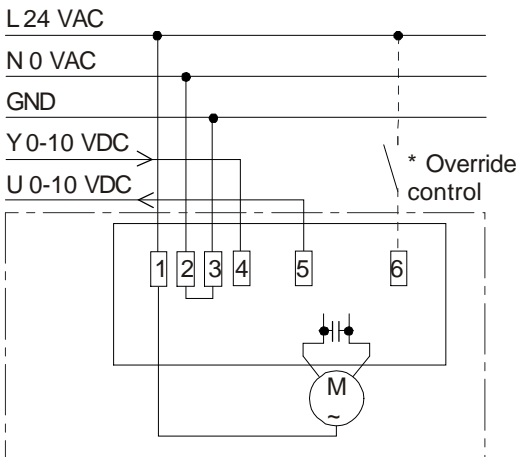 L 24 VAC
N 0 VAC
GND
Y 0-10 VDC
* Override
control
U 0-10 VDC
1 2 3 4 5 6
M
~